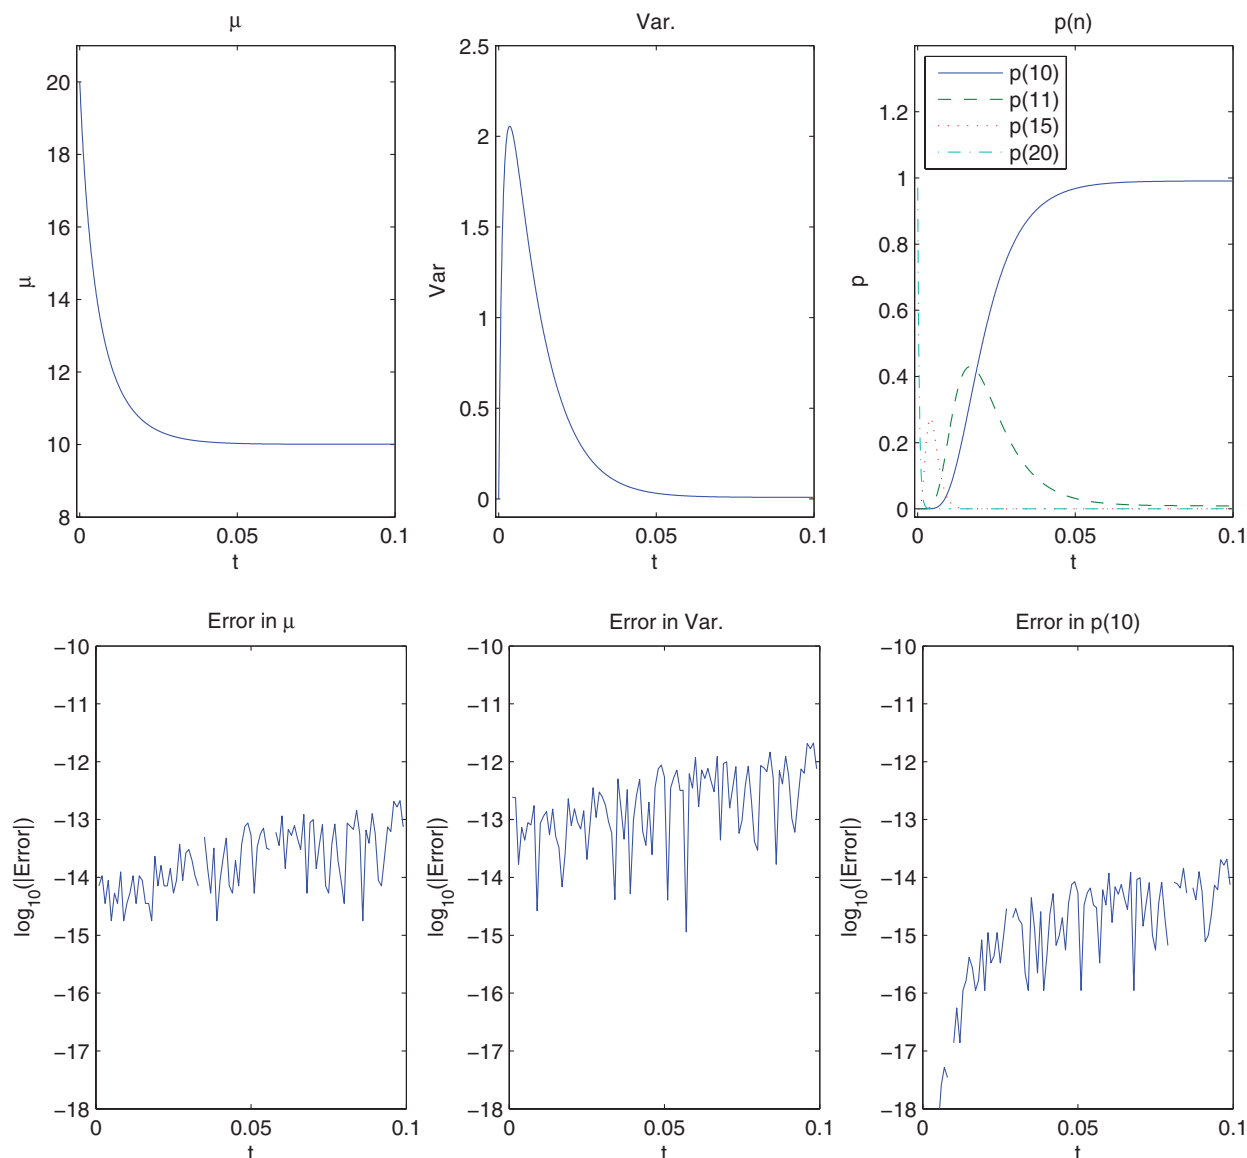 μ
20
18
16
14
12
10
8
μ
0
0.05
0.1
t
Var.
2.5
2
1.5
1
0.5
0
Var
0
0.05
0.1
t
p(n)
p(10)
p(11)
p(15)
p(20)
1.2
1
0.8
0.6
0.4
0.2
0
p
0
0.05
0.1
t
Error in μ
−10
−11
−12
−13
−14
−15
−16
−17
−18
log10(|Error|)
0
0.05
0.1
t
Error in Var.
−10
−11
−12
−13
−14
−15
−16
−17
−18
log10(|Error|)
0
0.05
0.1
t
Error in p(10)
−10
−11
−12
−13
−14
−15
−16
−17
−18
log10(|Error|)
0
0.05
0.1
t